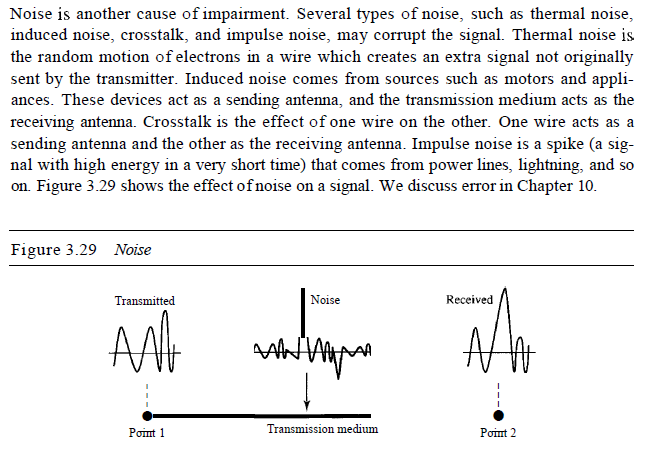 Noise is another cause of impairment. Several types of noise, such as thermal noise,
induced noise, crosstalk, and impulse noise, may corrupt the signal. Thermal noise is
the random motion of electrons in a wire which creates an extra signal not originally
sent by the transmitter. Induced noise comes from sources such as motors and appli-
ances. These devices act as a sending antenna, and the transmission medium acts as the
receiving antenna. Crosstalk is the effect of one wire on the other. One wire acts as a
sending antenna and the other as the receiving antenna. Impulse noise is a spike (a sig-
nal with high energy in a very short time) that comes from power lines, lightning, and so
on. Figure 3.29 shows the effect of noise on a signal. We discuss error in Chapter 10.
Figure 3.29 Noise
Transmitted
Noise
Received
Point 1
Transmission medium
Point 2